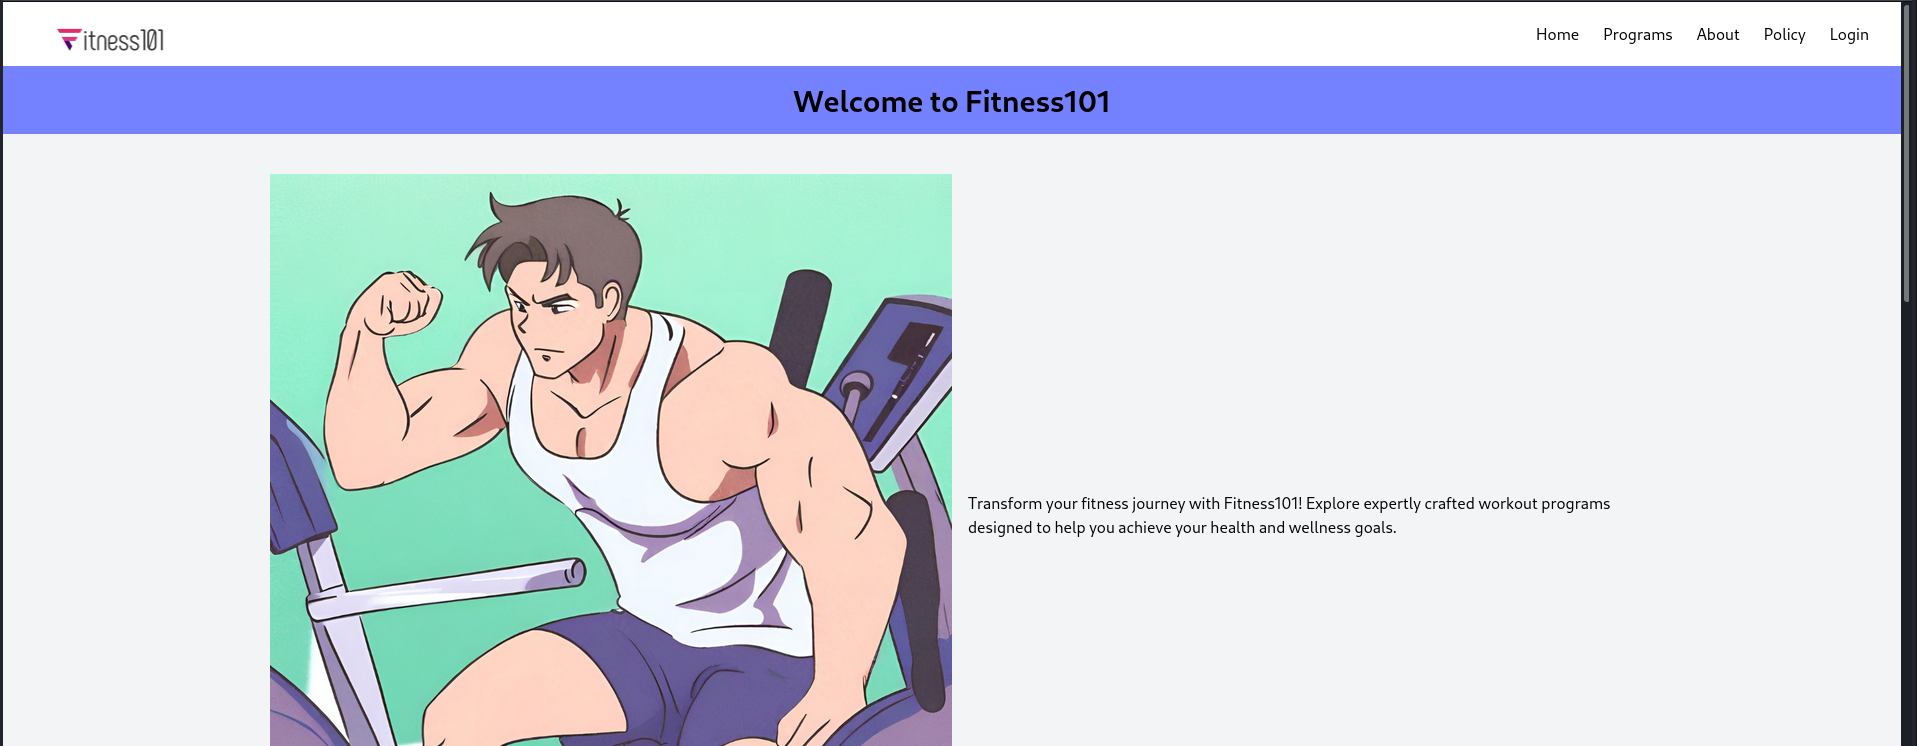 Fitness101
Home Programs About Policy Login
Welcome to Fitness101
Transform your fitness journey with Fitness101! Explore expertly crafted workout programs
designed to help you achieve your health and wellness goals.